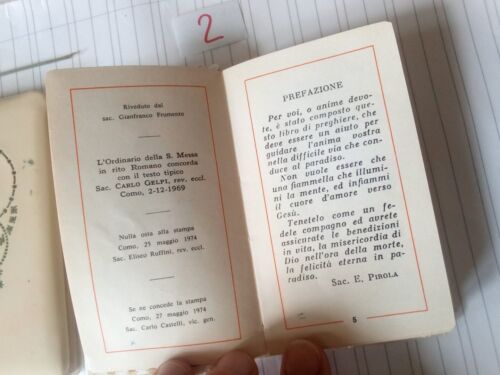 2
Riveduto dal
sac. Gianfranco Frumento
L'Ordinario della S. Messa
in rito Romano concorda
con il testo tipico
Sac. CARLO GELPI, rev. eccl.
Como, 2-12-1969
Nulla osta alla stampa
Como, 25 maggio 1974
Sac. Eliseo Ruffini, rev. eccl.
Se ne concede la stampa
Como, 27 maggio 1974
Sac. Carlo Castelli, vic. gen.
PREFAZIONE
Per voi, o anime devo-
te, è stato composto que-
sto libro di preghiere, che
deve essere un aiuto per
guidare l'anima vostra
nella difficile via che con-
duce al paradiso.
Non vuole essere che
una fiammella che illumi-
ni la mente, ed infiammi
il cuore d'amore verso
Gesù.
Tenetelo come un fe-
dele compagno ed avrete
assicurate le benedizioni
in vita, la misericordia di
Dio nell'ora della morte,
la felicità eterna in pa-
radiso.
SAC. E. PIROLA
5